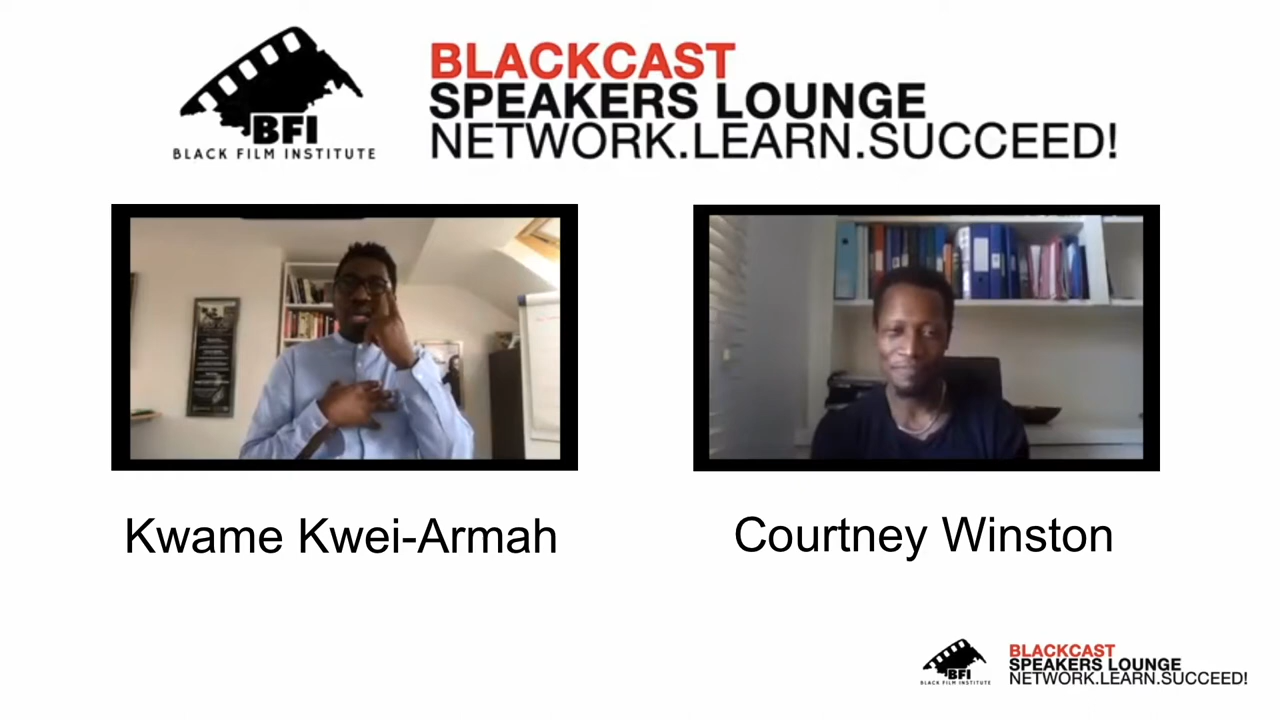 BFI
BLACK FILM INSTITUTE
BLACKCAST
SPEAKERS LOUNGE
NETWORK.LEARN.SUCCEED!
Kwame Kwei-Armah
Courtney Winston
BFI
BLACK FILM INSTITUTE
BLACKCAST
SPEAKERS LOUNGE
NETWORK.LEARN.SUCCEED!